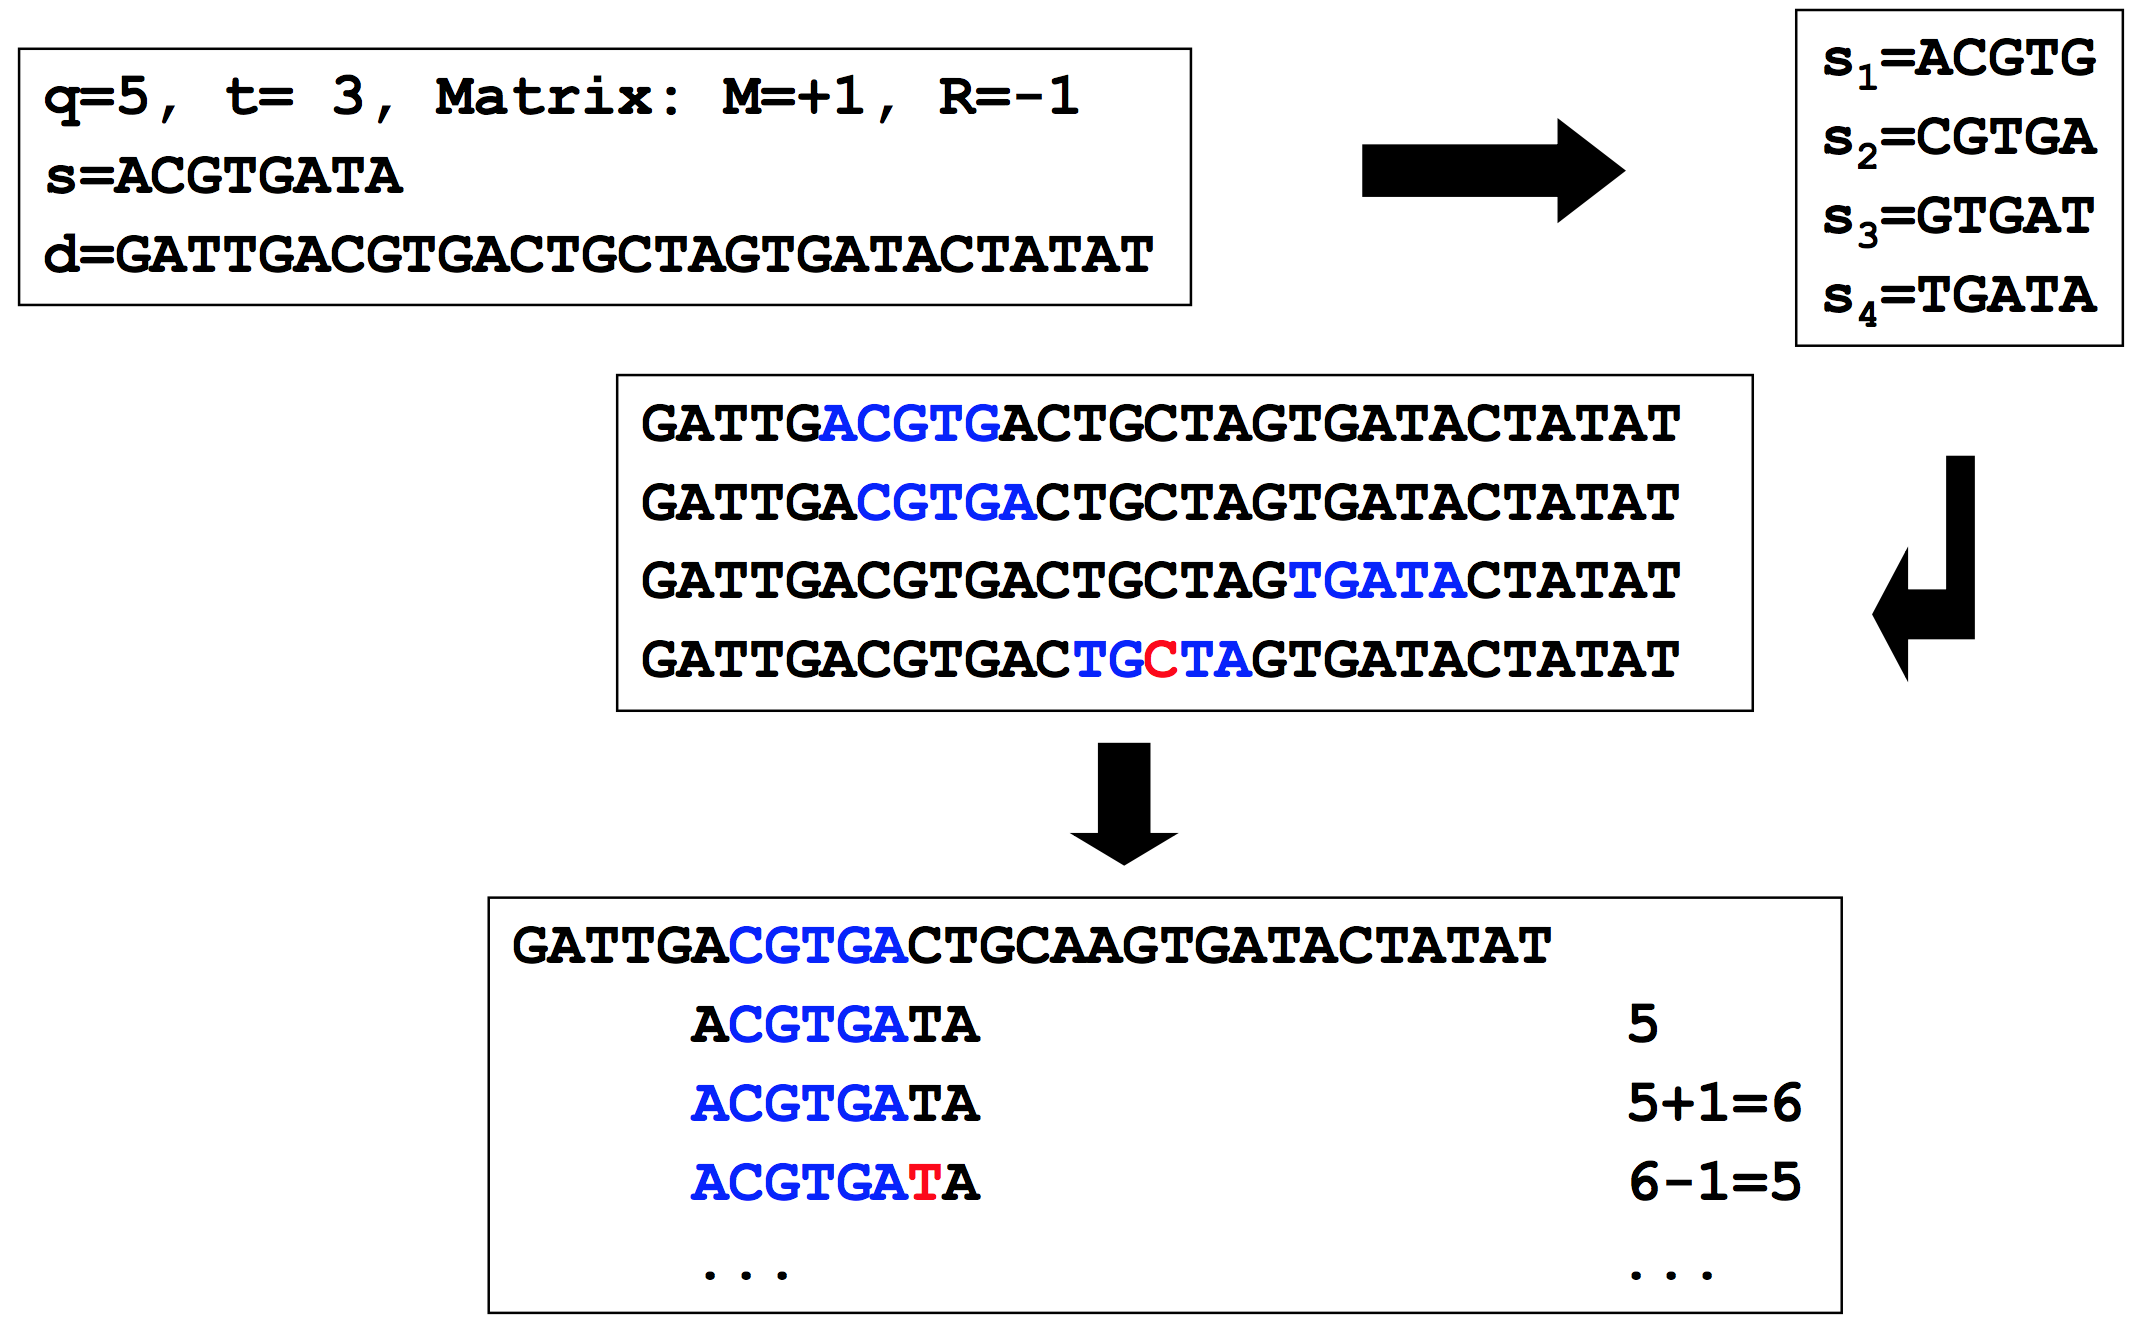 q=5, t= 3, Matrix: M=+1, R=-1
s=ACGTGATA
d=GATTGACGTGACTGCTAGTGATACTATAT
s₁=ACGTG
s₂=CGTGA
s₃=GTGAT
s₄=TGATA
GATTGACGTGACTGCTAGTGATACTATAT
GATTGACGTGACTGCTAGTGATACTATAT
GATTGACGTGACTGCTAGTGATACTATAT
GATTGACGTGACTGCTAGTGATACTATAT
GATTGACGTGACTGCAAGTGATACTATAT
ACGTGATA 5
ACGTGATA 5+1=6
ACGTGATA 6-1=5
... ...